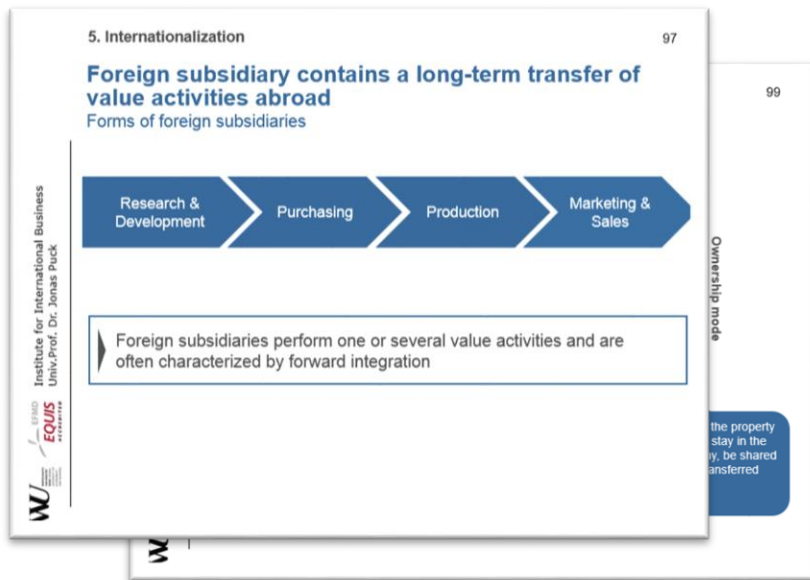 5. Internationalization
97
Foreign subsidiary contains a long-term transfer of
value activities abroad
Forms of foreign subsidiaries
Research &
Development
Purchasing
Production
Marketing &
Sales
Foreign subsidiaries perform one or several value activities and are
often characterized by forward integration
Institute for International Business
Univ.Prof. Dr. Jonas Puck
EFMD
EQUIS
ACCREDITED
WU
99
Ownership mode
the property
stay in the
be shared